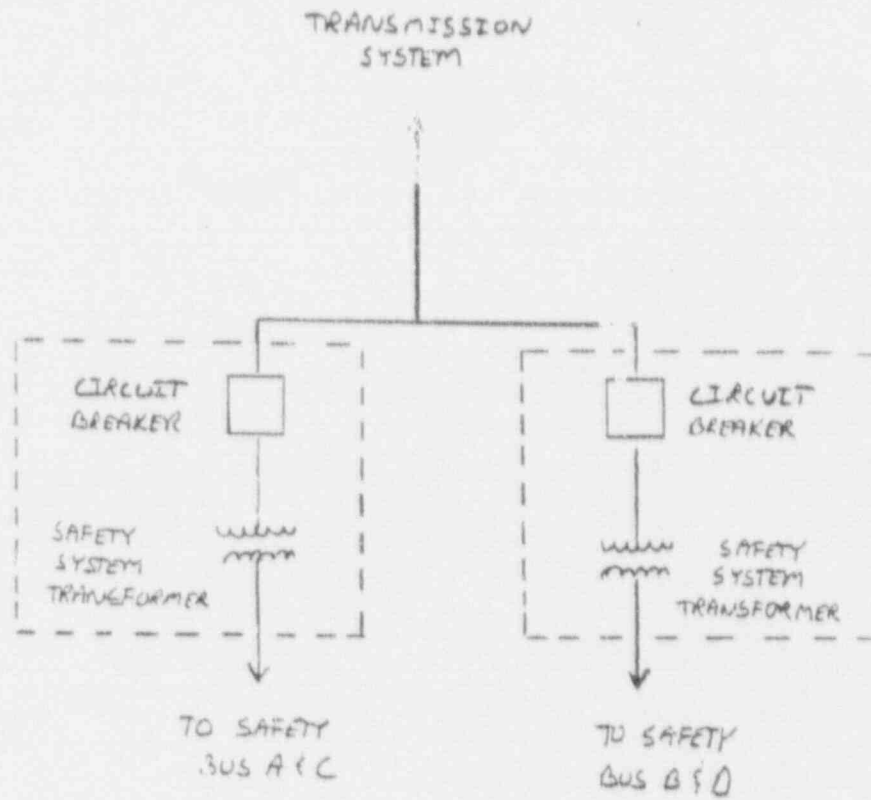 TRANSMISSION
SYSTEM
CIRCUIT
BREAKER
CIRCUIT
BREAKER
SAFETY
SYSTEM
TRANSFORMER
SAFETY
SYSTEM
TRANSFORMER
TO SAFETY
BUS A & C
TO SAFETY
BUS B & D